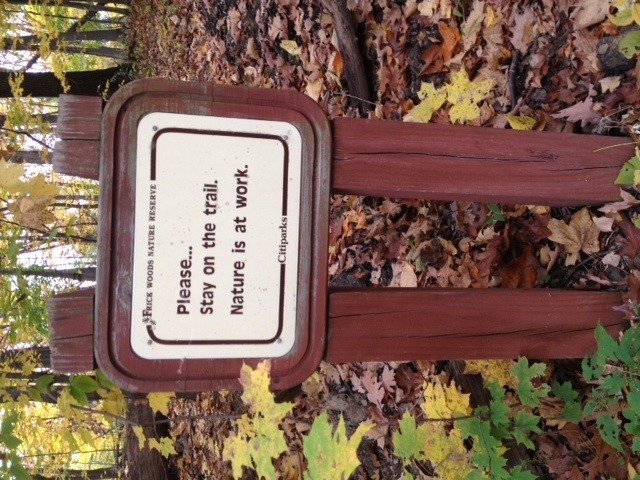 FRICK WOODS NATURE RESERVE
Please...
Stay on the trail.
Nature is at work.
Citiparks